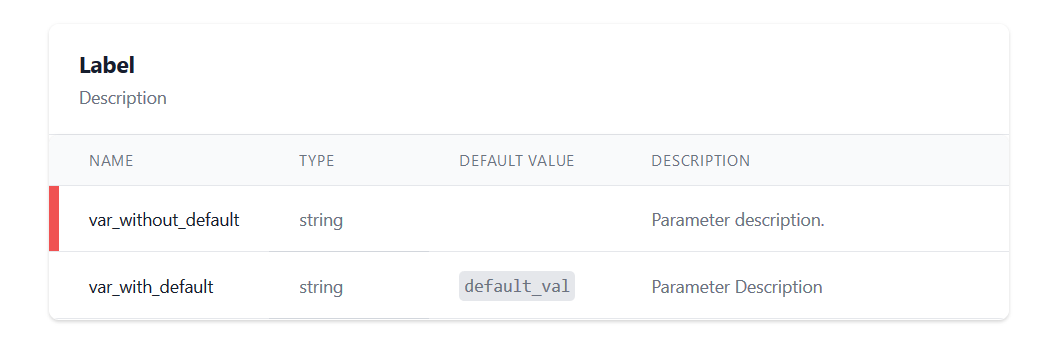 Label
Description
NAME TYPE DEFAULT VALUE DESCRIPTION
var_without_default string Parameter description.
var_with_default string default_val Parameter Description